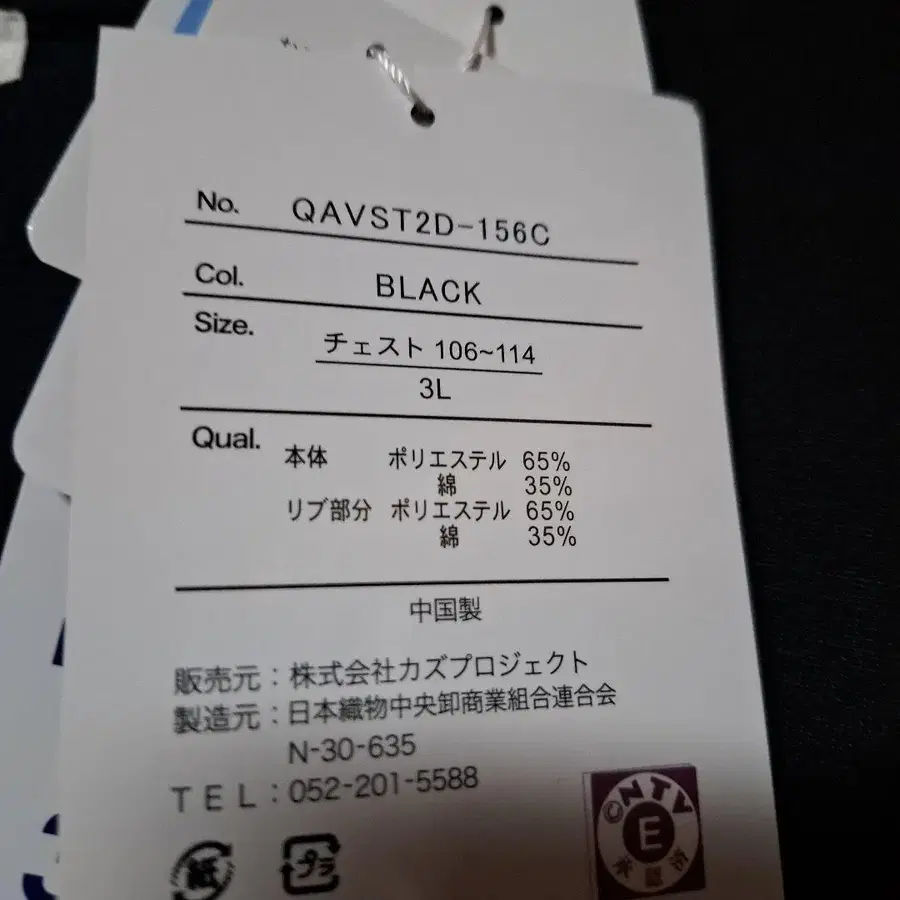 No. QAVST2D-156C
Col. BLACK
Size. チェスト 106~114
3L
Qual. 本体 ポリエステル 65%
綿 35%
リブ部分 ポリエステル 65%
綿 35%
中国製
販売元：株式会社カズプロジェクト
製造元：日本織物中央卸商業組合連合会
N-30-635
TEL：052-201-5588
紙 プラ
©NTV
E
承認済